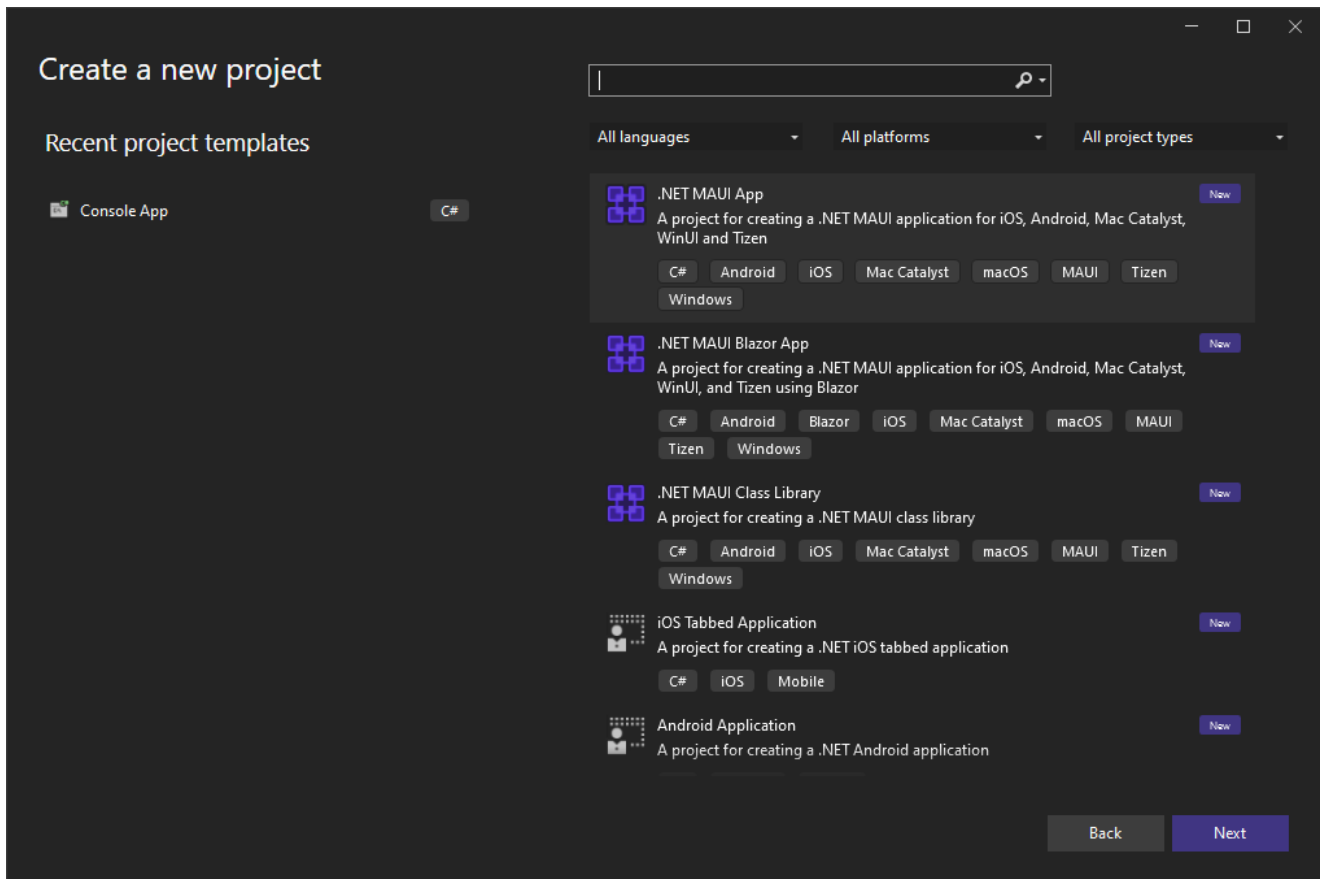 Create a new project
Recent project templates
Console App
C#
All languages
All platforms
All project types
.NET MAUI App
New
A project for creating a .NET MAUI application for iOS, Android, Mac Catalyst,
WinUI and Tizen
C# Android iOS Mac Catalyst macOS MAUI Tizen
Windows
.NET MAUI Blazor App
New
A project for creating a .NET MAUI application for iOS, Android, Mac Catalyst,
WinUI, and Tizen using Blazor
C# Android Blazor iOS Mac Catalyst macOS MAUI
Tizen Windows
.NET MAUI Class Library
New
A project for creating a .NET MAUI class library
C# Android iOS Mac Catalyst macOS MAUI Tizen
Windows
iOS Tabbed Application
New
A project for creating a .NET iOS tabbed application
C# iOS Mobile
Android Application
New
A project for creating a .NET Android application
Back
Next